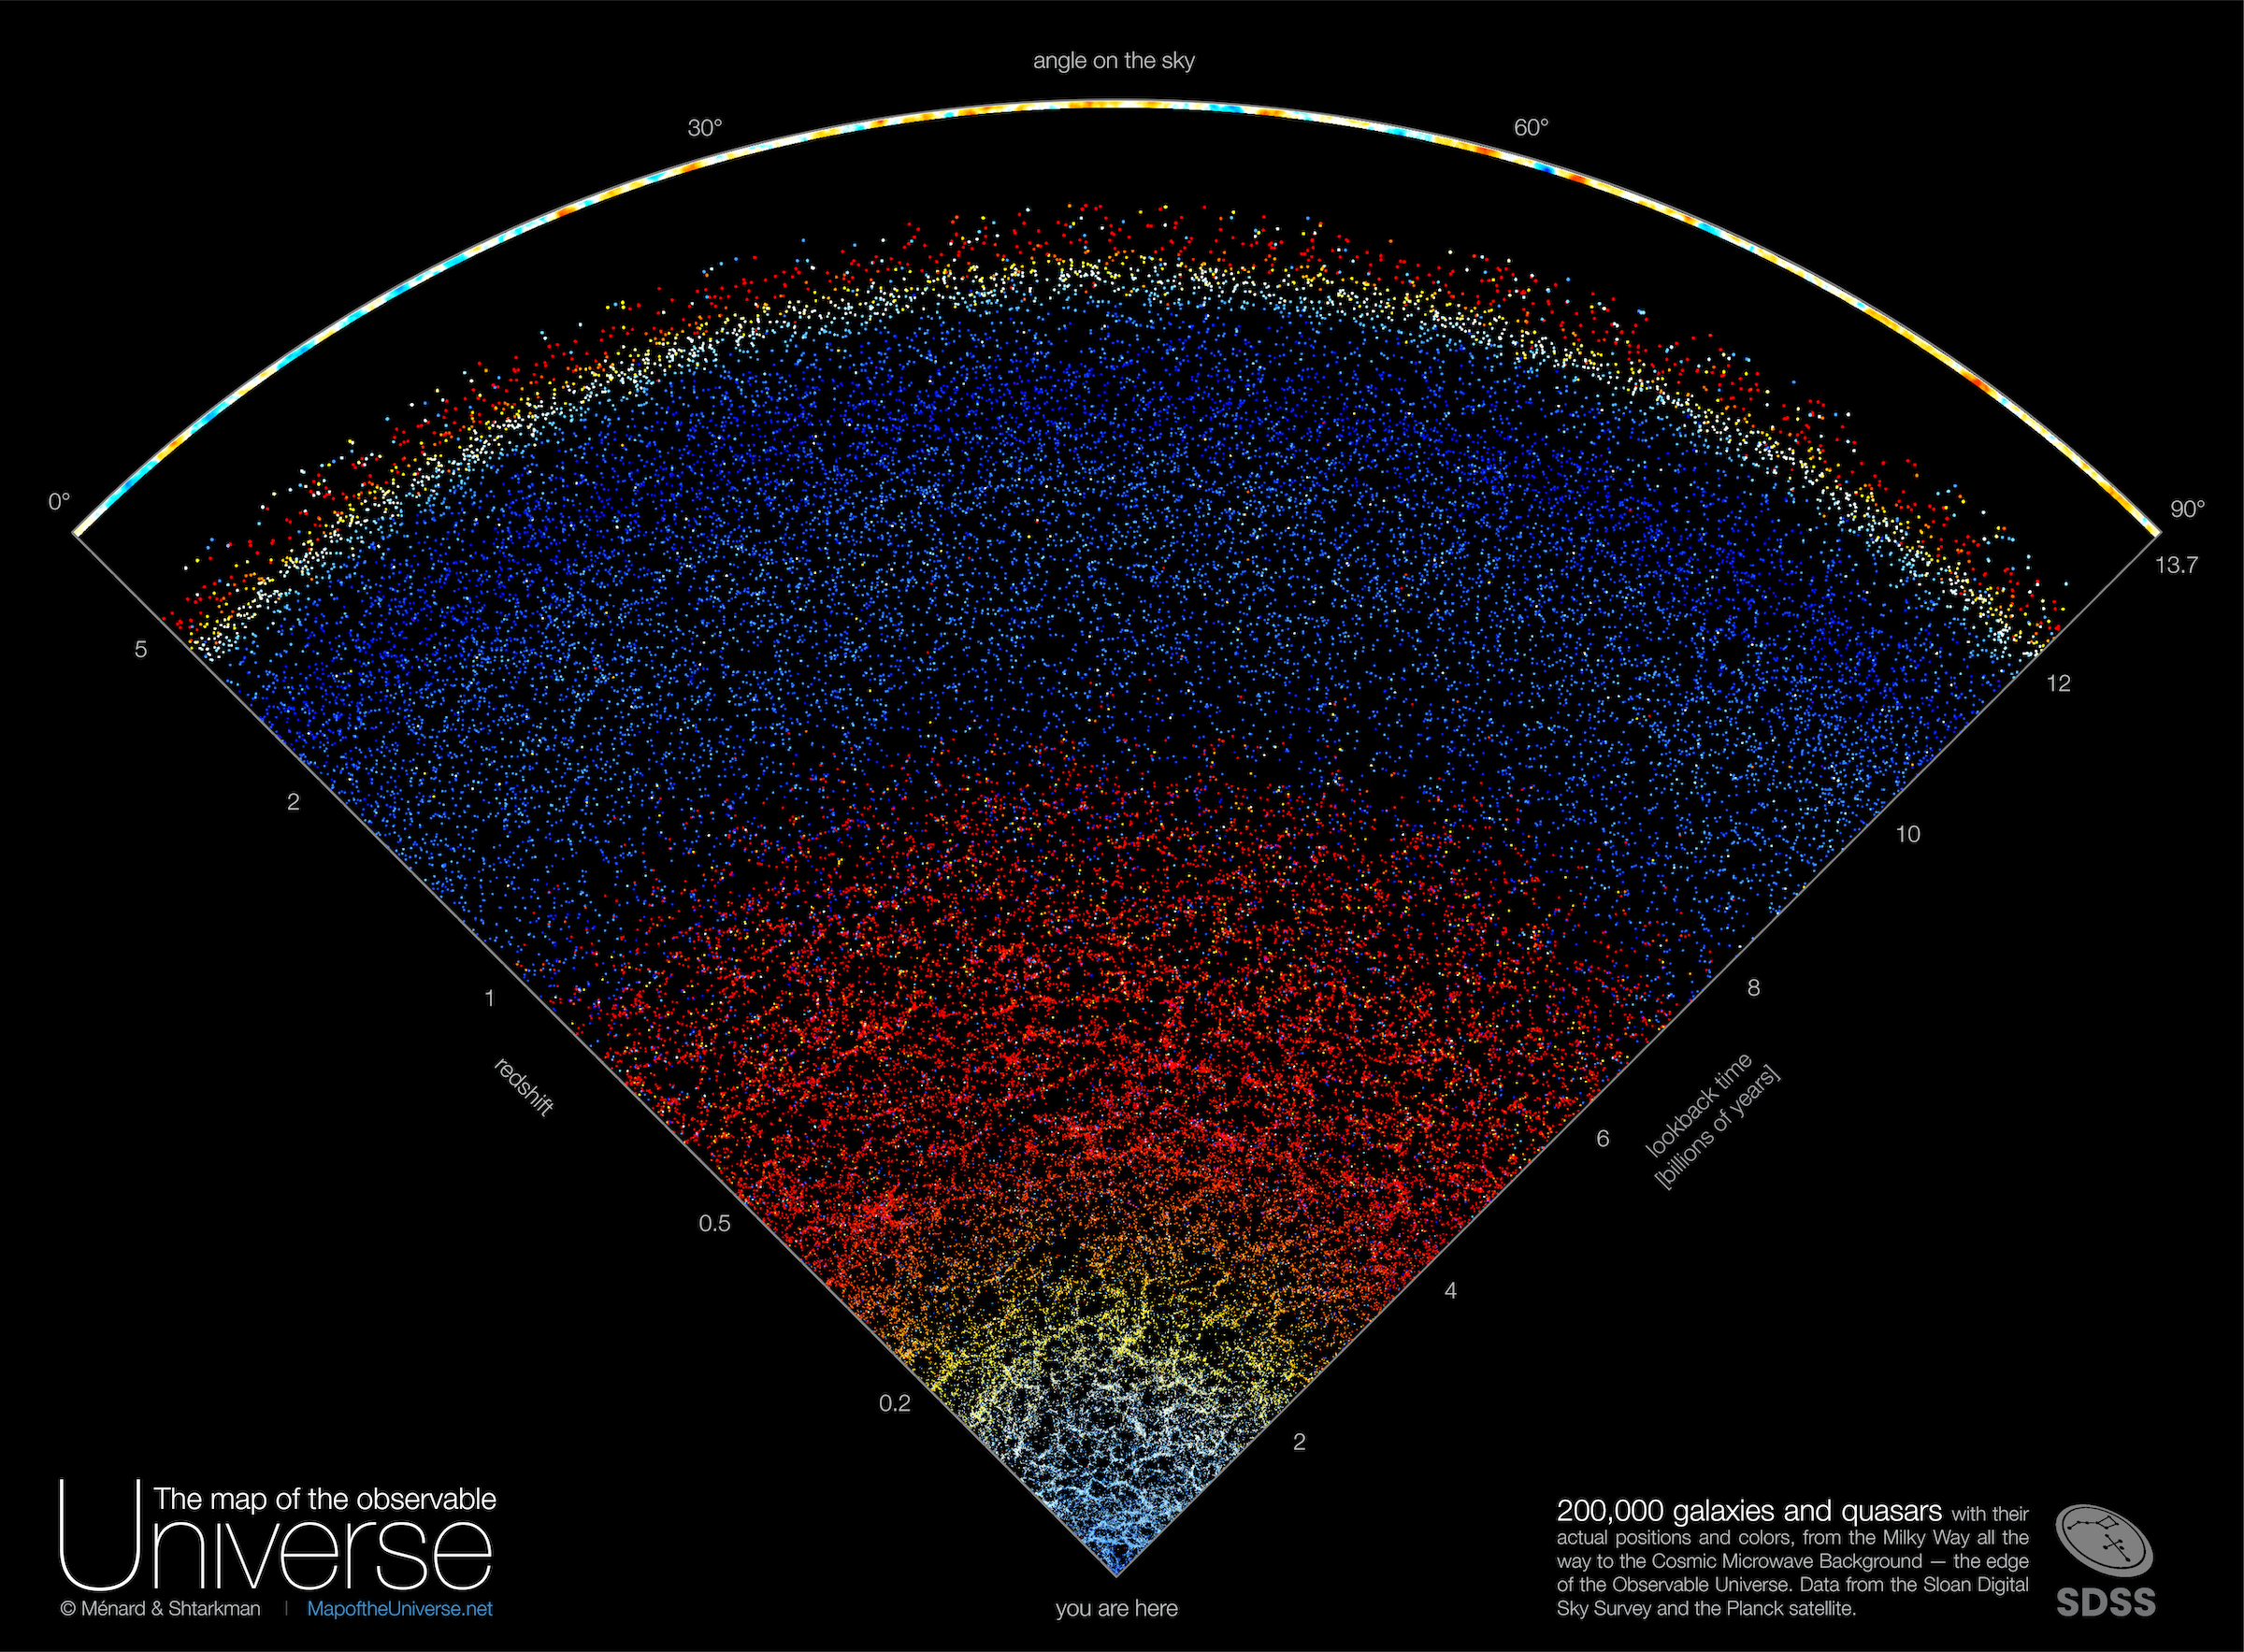 angle on the sky
30°
60°
0°
90°
13.7
5
12
2
10
1
8
redshift
lookback time
[billions of years]
6
0.5
4
0.2
2
you are here
The map of the observable
Universe
© Ménard & Shtarkman | MapoftheUniverse.net
200,000 galaxies and quasars with their
actual positions and colors, from the Milky Way all the
way to the Cosmic Microwave Background — the edge
of the Observable Universe. Data from the Sloan Digital
Sky Survey and the Planck satellite.
SDSS